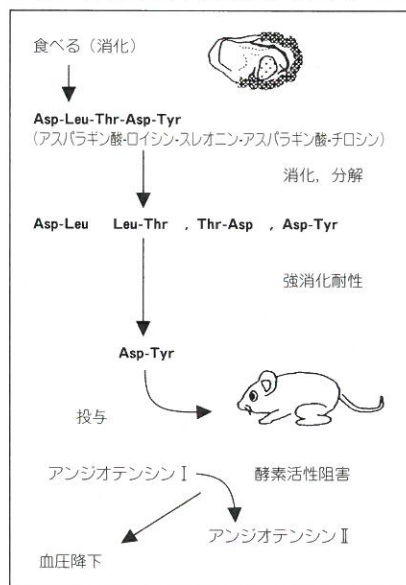 食べる（消化）
Asp-Leu-Thr-Asp-Tyr
(アスパラギン酸-ロイシン-スレオニン-アスパラギン酸-チロシン)
消化, 分解
Asp-Leu Leu-Thr , Thr-Asp , Asp-Tyr
強消化耐性
Asp-Tyr
投与
アンジオテンシンⅠ 酵素活性阻害
アンジオテンシンⅡ
血圧降下